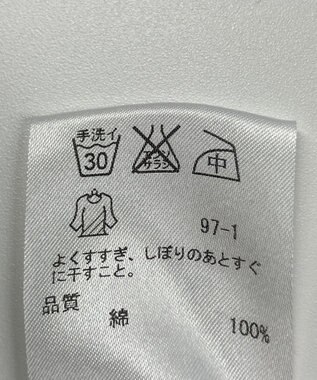 手洗イ
30
エンソ
サラシ
中
97-1
よくすすぎ、しぼりのあとすぐ
に干すこと。
品質
綿 100%